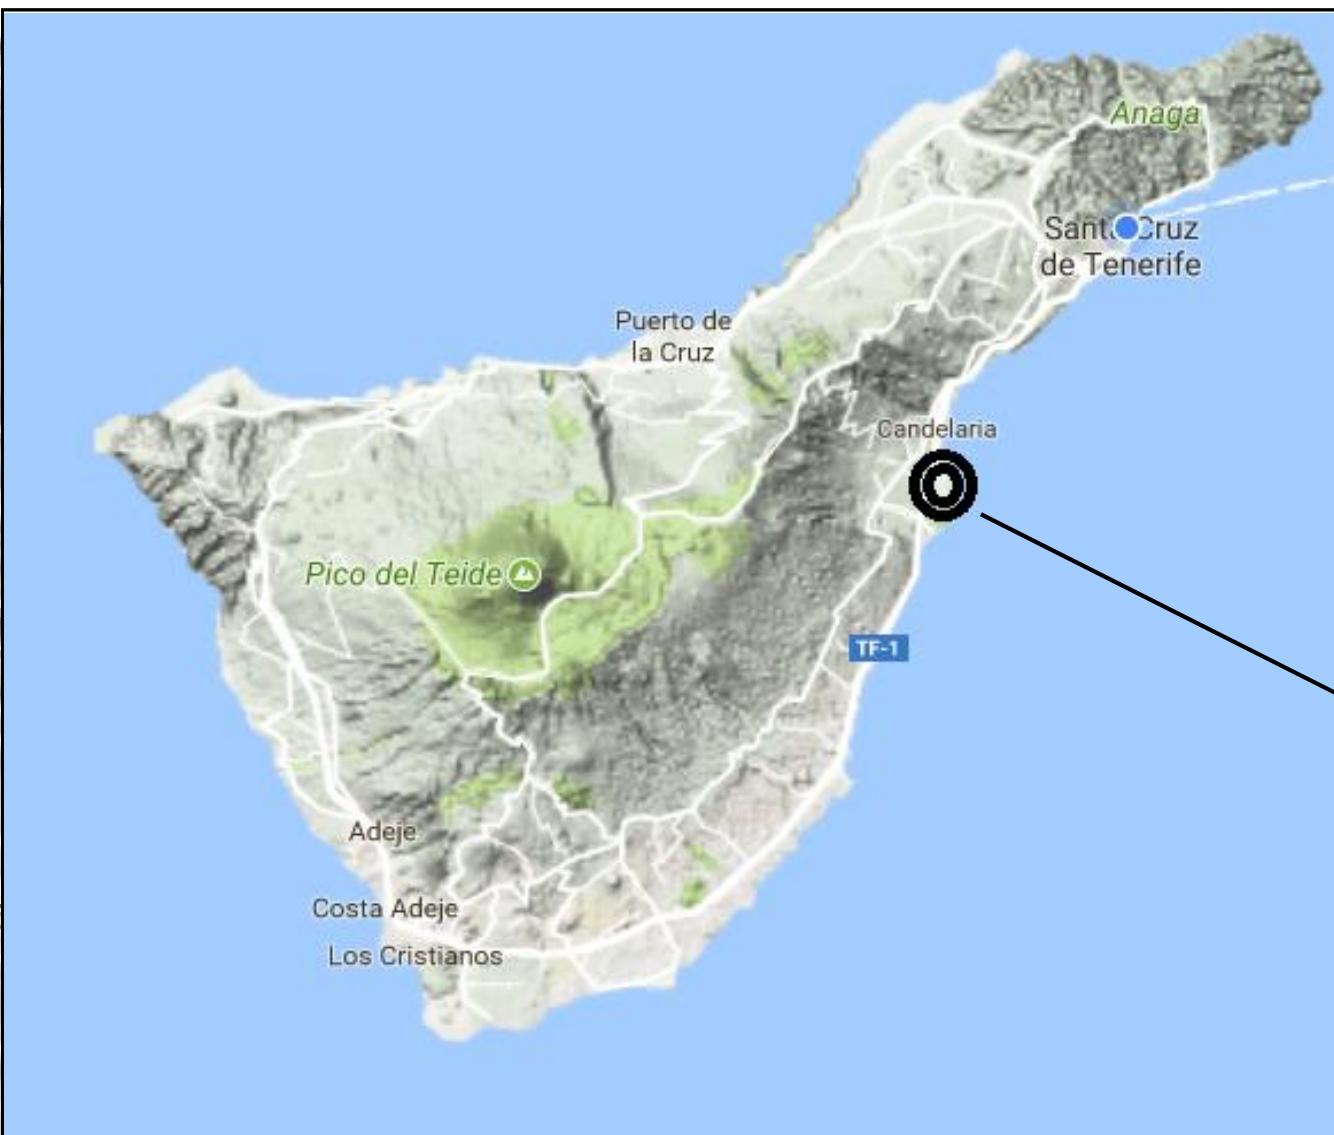 Anaga
Santa Cruz
de Tenerife
Puerto de
la Cruz
Candelaria
Pico del Teide
TF-1
Adeje
Costa Adeje
Los Cristianos